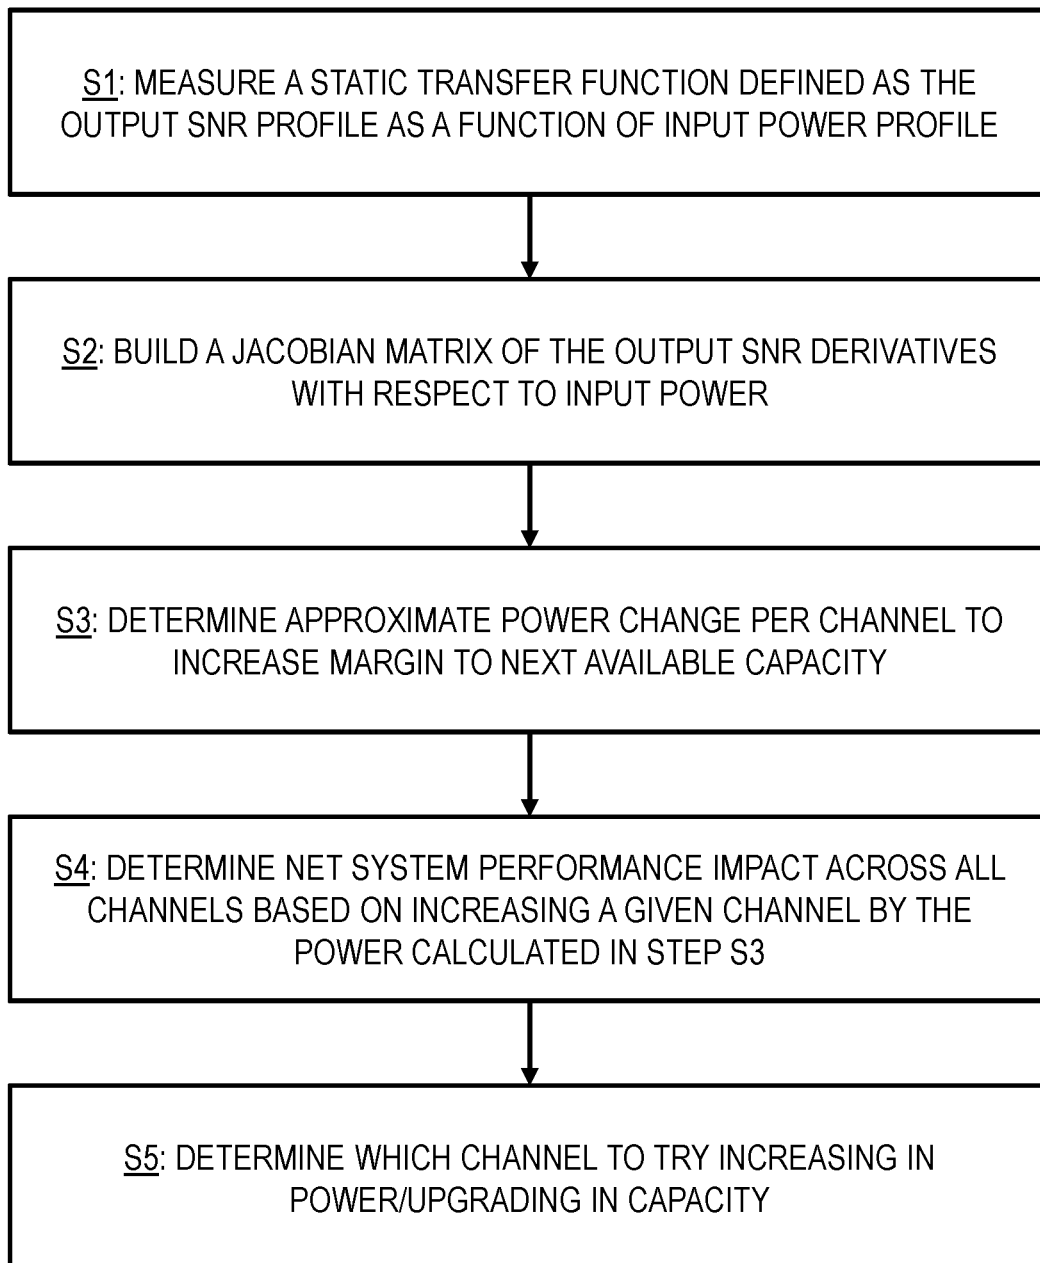 S1: MEASURE A STATIC TRANSFER FUNCTION DEFINED AS THE
OUTPUT SNR PROFILE AS A FUNCTION OF INPUT POWER PROFILE
S2: BUILD A JACOBIAN MATRIX OF THE OUTPUT SNR DERIVATIVES
WITH RESPECT TO INPUT POWER
S3: DETERMINE APPROXIMATE POWER CHANGE PER CHANNEL TO
INCREASE MARGIN TO NEXT AVAILABLE CAPACITY
S4: DETERMINE NET SYSTEM PERFORMANCE IMPACT ACROSS ALL
CHANNELS BASED ON INCREASING A GIVEN CHANNEL BY THE
POWER CALCULATED IN STEP S3
S5: DETERMINE WHICH CHANNEL TO TRY INCREASING IN
POWER/UPGRADING IN CAPACITY